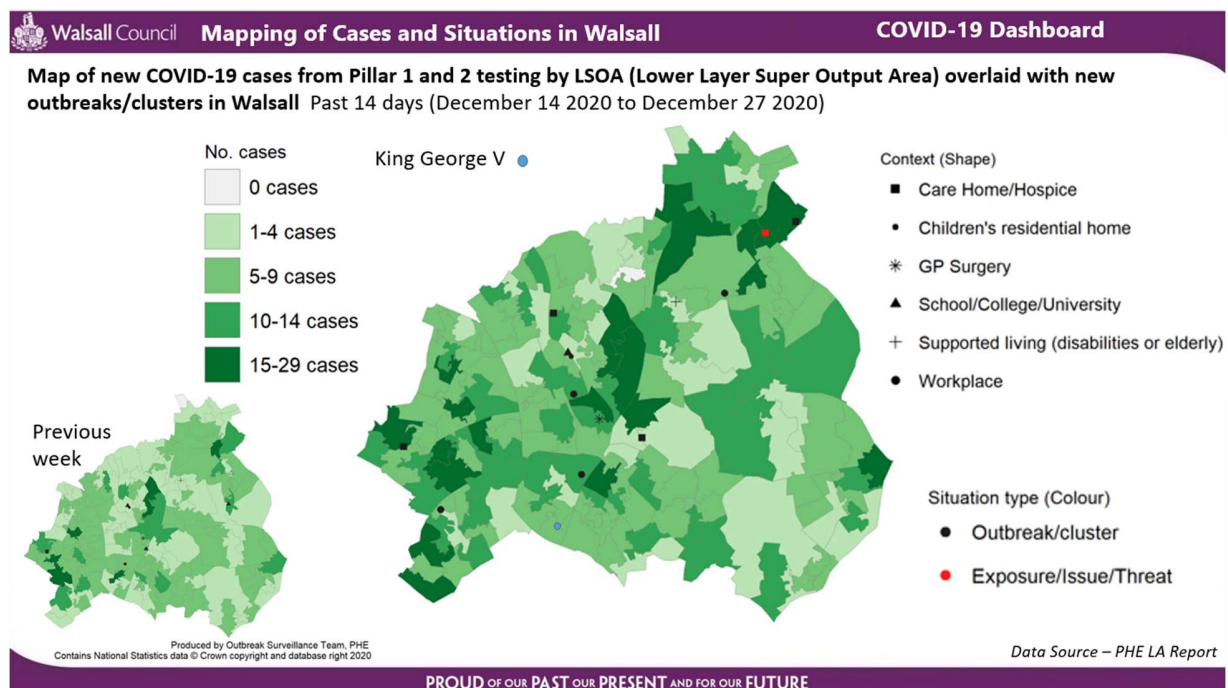 Walsall Council
Mapping of Cases and Situations in Walsall
COVID-19 Dashboard
Map of new COVID-19 cases from Pillar 1 and 2 testing by LSOA (Lower Layer Super Output Area) overlaid with new
outbreaks/clusters in Walsall Past 14 days (December 14 2020 to December 27 2020)
No. cases
0 cases
1-4 cases
5-9 cases
10-14 cases
15-29 cases
King George V
Context (Shape)
Care Home/Hospice
Children's residential home
GP Surgery
School/College/University
Supported living (disabilities or elderly)
Workplace
Previous
week
Situation type (Colour)
Outbreak/cluster
Exposure/Issue/Threat
Produced by Outbreak Surveillance Team, PHE
Contains National Statistics data © Crown copyright and database right 2020
Data Source – PHE LA Report
PROUD OF OUR PAST OUR PRESENT AND FOR OUR FUTURE